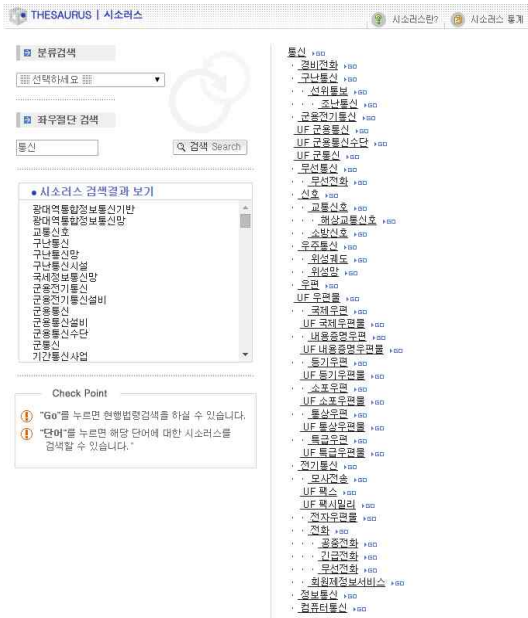 THESAURUS | 시소러스
시소러스란? 시소러스 통계
분류검색
선택하세요
좌우절단 검색
통신 검색 Search
시소러스 검색결과 보기
광대역통합정보통신기반
광대역통합정보통신망
교통신호
구난통신
구난통신망
구난통신시설
국세정보통신망
군용전기통신
군용전기통신설비
군용통신
군용통신설비
군용통신수단
군통신
기간통신사업
Check Point
"Go"를 누르면 현행법령검색을 하실 수 있습니다.
"단어"를 누르면 해당 단어에 대한 시소러스를
검색할 수 있습니다."
통신 GO
· 경비전화 GO
· 구난통신 GO
· · 선위통보 GO
· · · 조난통신 GO
· 군용전기통신 GO
UF 군용통신 GO
UF 군용통신수단 GO
UF 군통신 GO
· 무선통신 GO
· · 무선전화 GO
· 신호 GO
· · 교통신호 GO
· · · 해상교통신호 GO
· · 소방신호 GO
· 우주통신 GO
· · 위성궤도 GO
· · 위성망 GO
· 우편 GO
UF 우편물 GO
· · 국제우편 GO
UF 국제우편물 GO
· · 내용증명우편 GO
UF 내용증명우편물 GO
· · 등기우편 GO
UF 등기우편물 GO
· · 소포우편 GO
UF 소포우편물 GO
· · 통상우편 GO
UF 통상우편물 GO
· · 특급우편 GO
UF 특급우편물 GO
· 전기통신 GO
· · 모사전송 GO
UF 팩스 GO
UF 팩시밀리 GO
· · 전자우편물 GO
· · 전화 GO
· · · 공중전화 GO
· · · 긴급전화 GO
· · · 무선전화 GO
· · 회원제정보서비스 GO
· 정보통신 GO
· 컴퓨터통신 GO